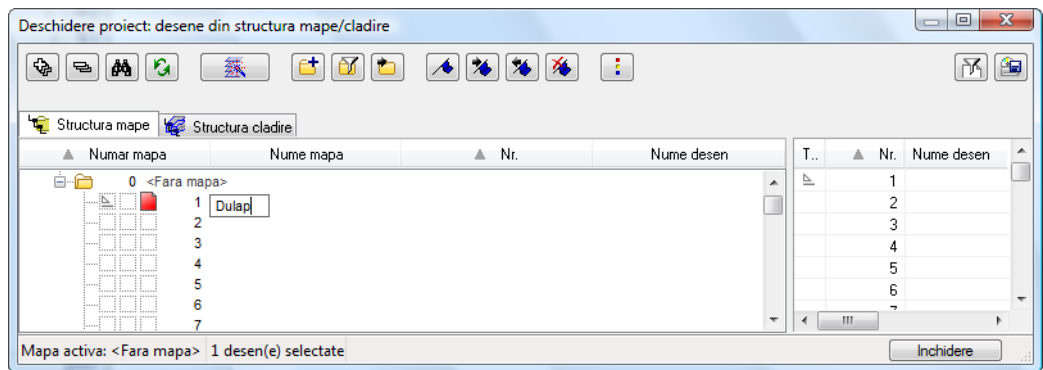 Deschidere proiect: desene din structura mape/cladire
Structura mape Structura cladire
Numar mapa Nume mapa Nr. Nume desen T.. Nr. Nume desen
0 <Fara mapa> 1
1 Dulap 2
2 3
3 4
4 5
5 6
6 7
7
Mapa activa: <Fara mapa> 1 desen(e) selectate Inchidere